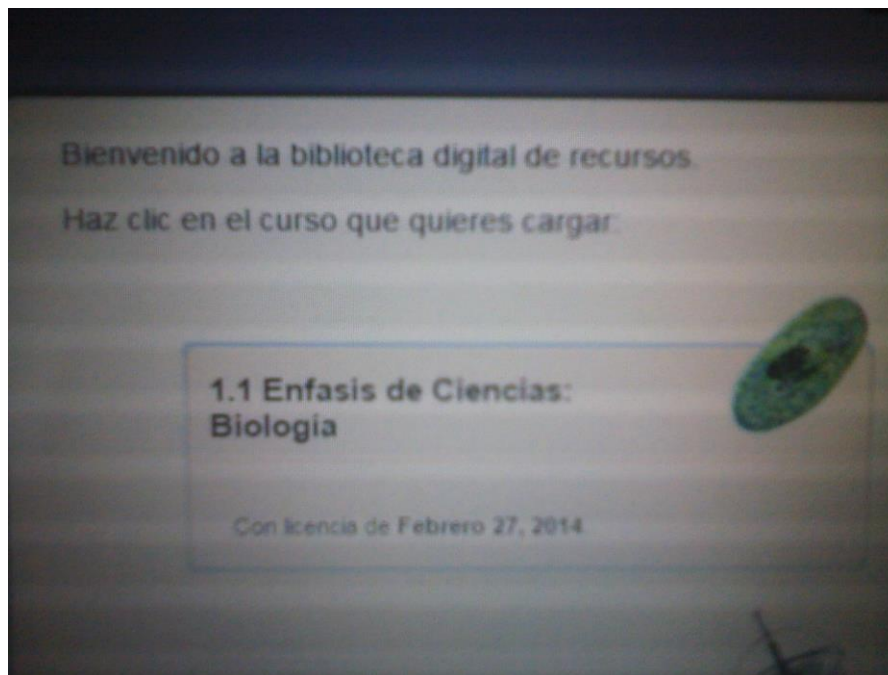 Bienvenido a la biblioteca digital de recursos.
Haz clic en el curso que quieres cargar:
1.1 Enfasis de Ciencias:
Biologia
Con licencia de Febrero 27, 2014